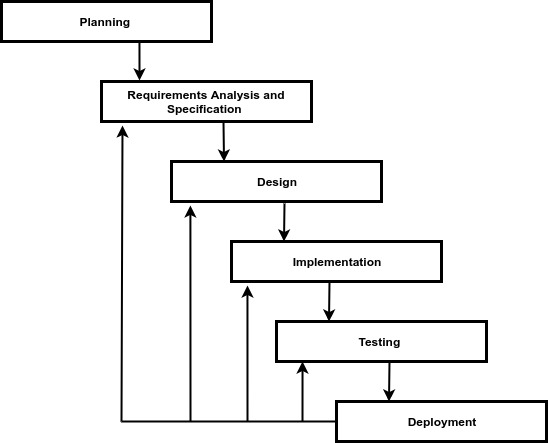 Planning
Requirements Analysis and
Specification
Design
Implementation
Testing
Deployment